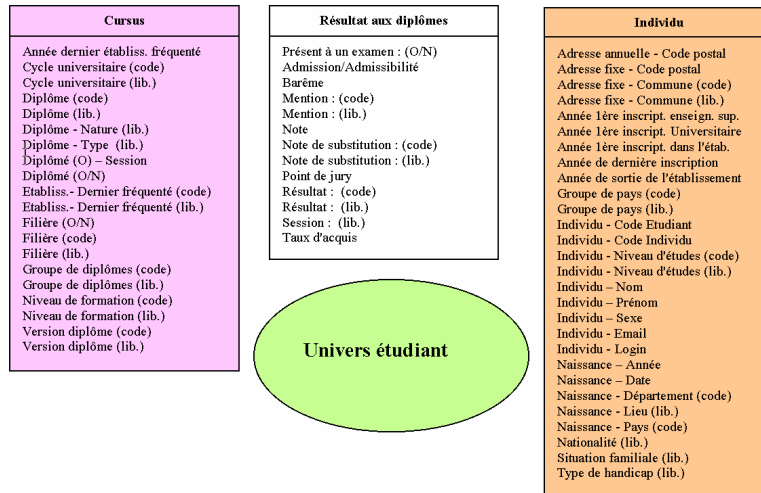 Cursus
Année dernier établiss. fréquenté
Cycle universitaire (code)
Cycle universitaire (lib.)
Diplôme (code)
Diplôme (lib.)
Diplôme - Nature (lib.)
Diplôme - Type (lib.)
Diplômé (O) – Session
Diplômé (O/N)
Etabliss.- Dernier fréquenté (code)
Etabliss.- Dernier fréquenté (lib.)
Filière (O/N)
Filière (code)
Filière (lib.)
Groupe de diplômes (code)
Groupe de diplômes (lib.)
Niveau de formation (code)
Niveau de formation (lib.)
Version diplôme (code)
Version diplôme (lib.)
Résultat aux diplômes
Présent à un examen : (O/N)
Admission/Admissibilité
Barême
Mention : (code)
Mention : (lib.)
Note
Note de substitution : (code)
Note de substitution : (lib.)
Point de jury
Résultat : (code)
Résultat : (lib.)
Session : (lib.)
Taux d'acquis
Univers étudiant
Individu
Adresse annuelle - Code postal
Adresse fixe - Code postal
Adresse fixe - Commune (code)
Adresse fixe - Commune (lib.)
Année 1ère inscript. enseign. sup.
Année 1ère inscript. Universitaire
Année 1ère inscript. dans l'étab.
Année de dernière inscription
Année de sortie de l'établissement
Groupe de pays (code)
Groupe de pays (lib.)
Individu - Code Etudiant
Individu - Code Individu
Individu - Niveau d'études (code)
Individu - Niveau d'études (lib.)
Individu – Nom
Individu – Prénom
Individu – Sexe
Individu - Email
Individu - Login
Naissance – Année
Naissance – Date
Naissance - Département (code)
Naissance - Lieu (lib.)
Naissance - Pays (code)
Nationalité (lib.)
Situation familiale (lib.)
Type de handicap (lib.)